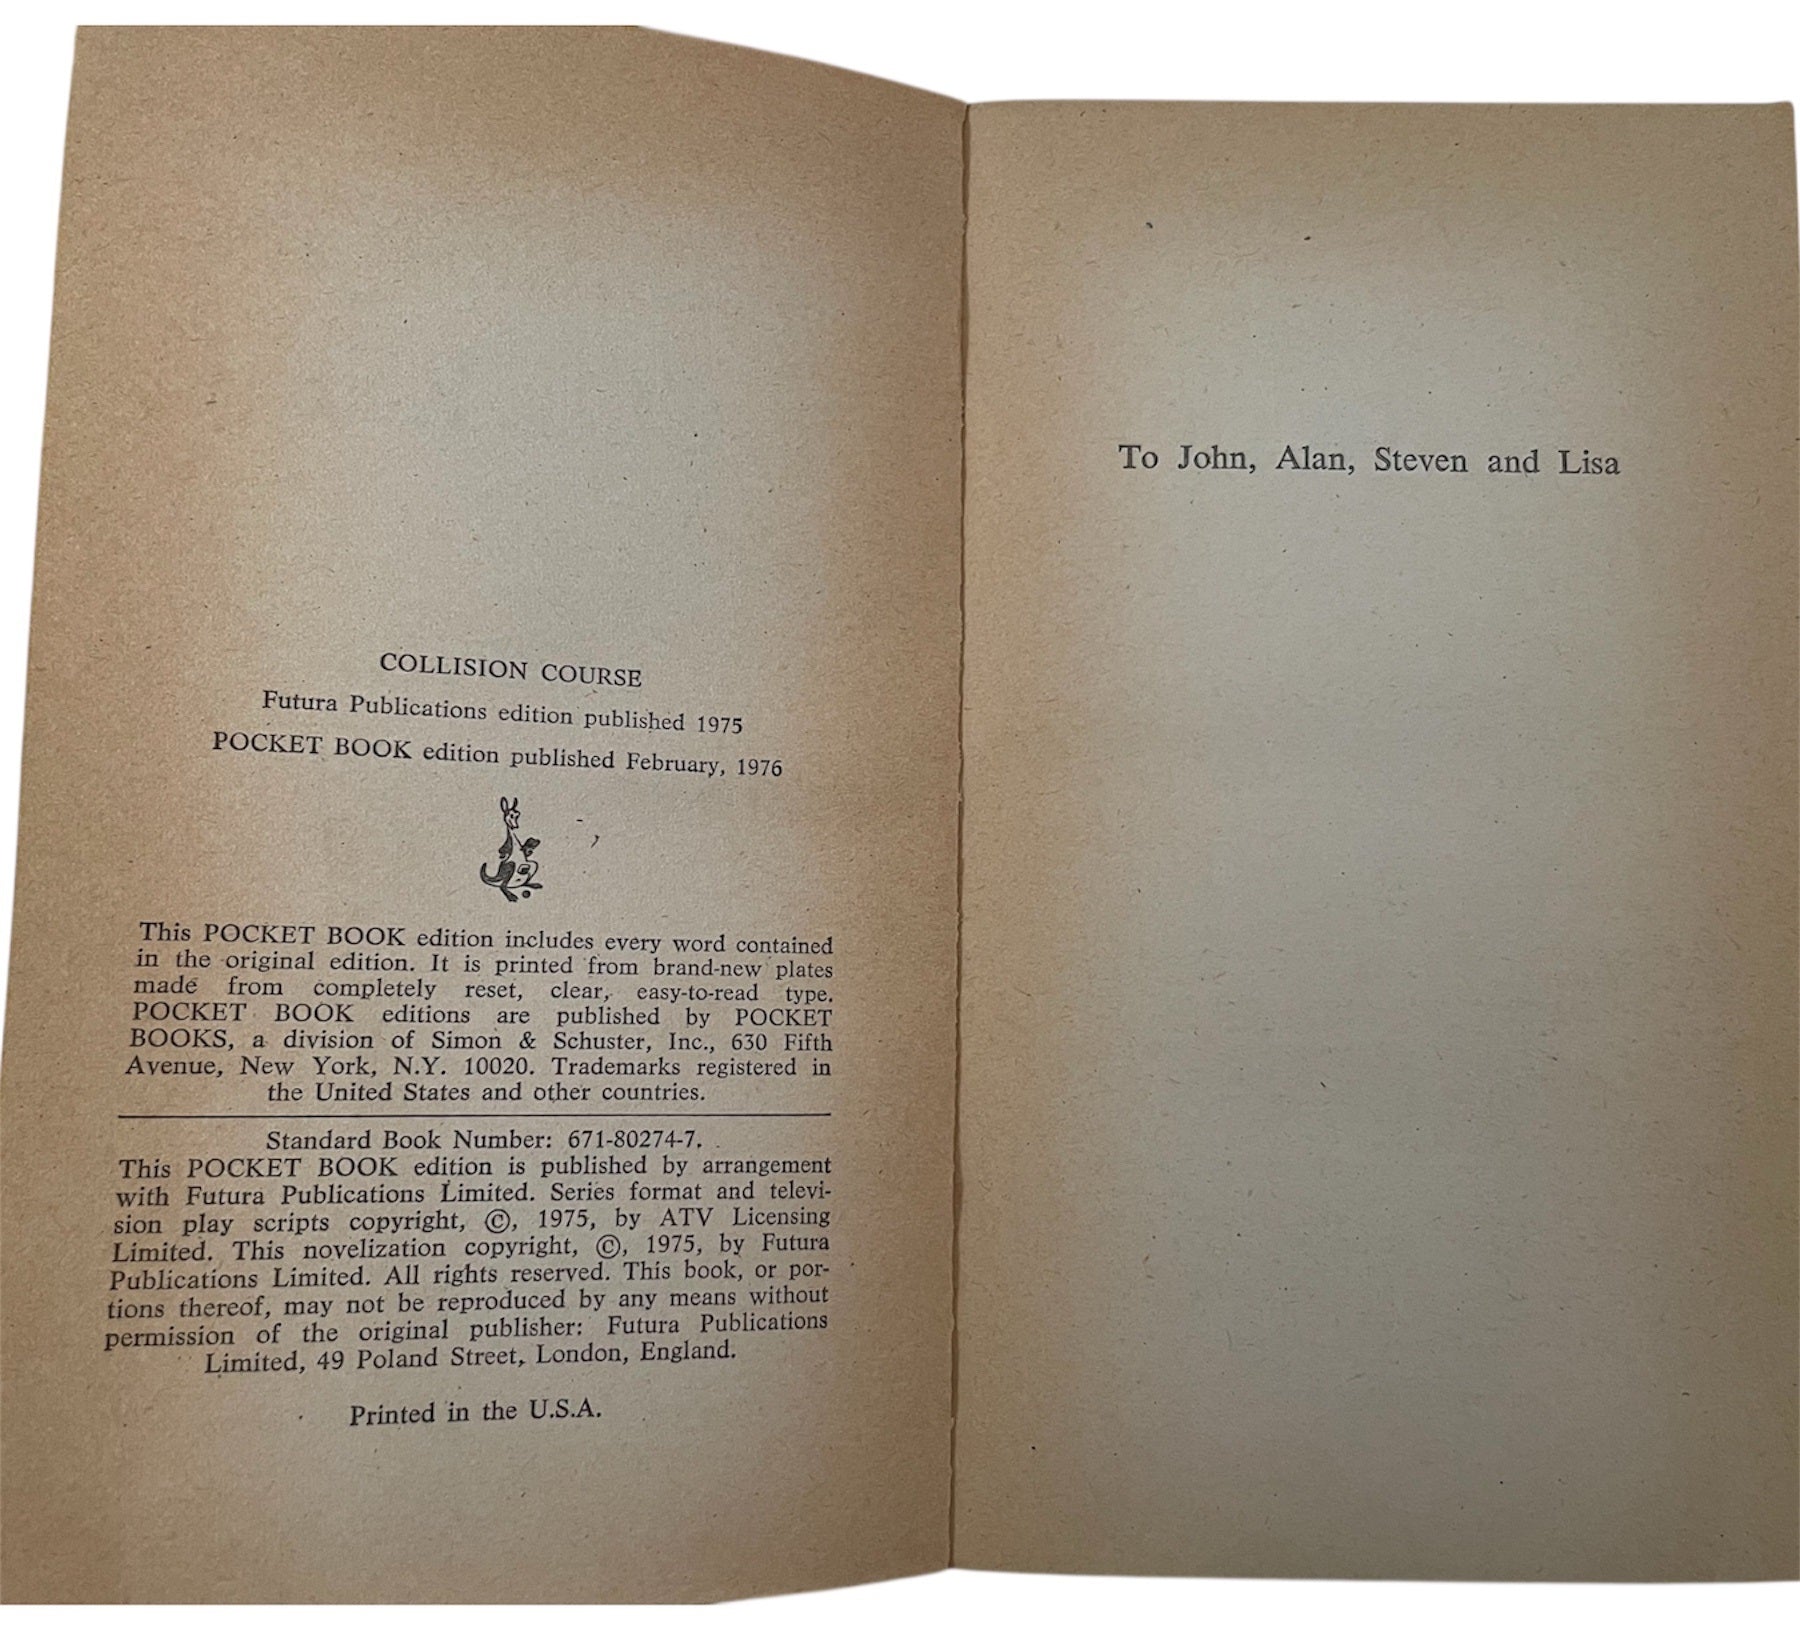 COLLISION COURSE
Futura Publications edition published 1975
POCKET BOOK edition published February, 1976
This POCKET BOOK edition includes every word contained
in the original edition. It is printed from brand-new plates
made from completely reset, clear, easy-to-read type.
POCKET BOOK editions are published by POCKET
BOOKS, a division of Simon & Schuster, Inc., 630 Fifth
Avenue, New York, N.Y. 10020. Trademarks registered in
the United States and other countries.
Standard Book Number: 671-80274-7.
This POCKET BOOK edition is published by arrangement
with Futura Publications Limited. Series format and televi-
sion play scripts copyright, ©, 1975, by ATV Licensing
Limited. This novelization copyright, ©, 1975, by Futura
Publications Limited. All rights reserved. This book, or por-
tions thereof, may not be reproduced by any means without
permission of the original publisher: Futura Publications
Limited, 49 Poland Street, London, England.
Printed in the U.S.A.
To John, Alan, Steven and Lisa